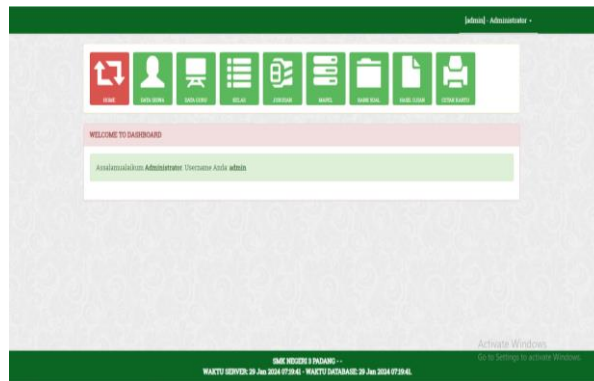 [admin] - Administrator
HOME DATA SISWA DATA GURU KELAS JURUSAN MAPEL BANK SOAL HASIL UJIAN CETAK KARTU
WELCOME TO DASHBOARD
Assalamualaikum Administrator. Username Anda: admin
Activate Windows
Go to Settings to activate Windows.
SMK NEGERI 3 PADANG - -
WAKTU SERVER: 29 Jan 2024 07:19:41 - WAKTU DATABASE: 29 Jan 2024 07:19:41.